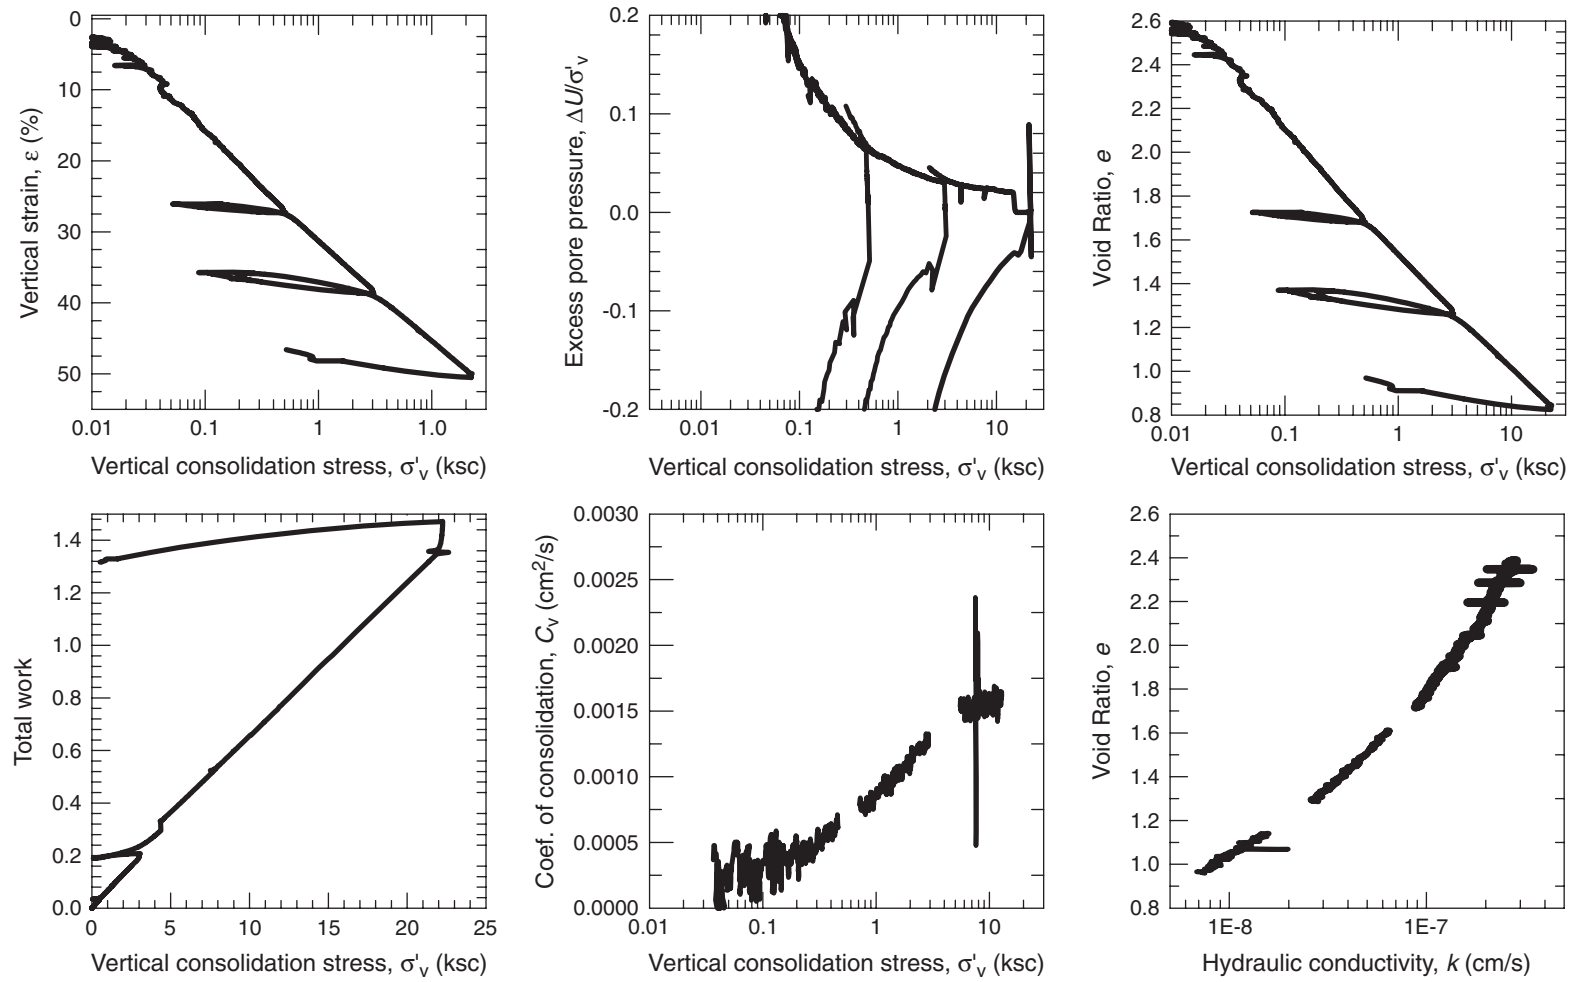 0
10
20
30
40
50
Vertical strain, ε (%)
0.01 0.1 1 1.0
Vertical consolidation stress, σ'v (ksc)
0.2
0.1
0.0
-0.1
-0.2
Excess pore pressure, ΔU/σ'v
0.01 0.1 1 10
Vertical consolidation stress, σ'v (ksc)
2.6
2.4
2.2
2.0
1.8
1.6
1.4
1.2
1.0
0.8
Void Ratio, e
0.01 0.1 1 10
Vertical consolidation stress, σ'v (ksc)
1.4
1.2
1.0
0.8
0.6
0.4
0.2
0.0
Total work
0 5 10 15 20 25
Vertical consolidation stress, σ'v (ksc)
0.0030
0.0025
0.0020
0.0015
0.0010
0.0005
0.0000
Coef. of consolidation, Cv (cm²/s)
0.01 0.1 1 10
Vertical consolidation stress, σ'v (ksc)
2.6
2.4
2.2
2.0
1.8
1.6
1.4
1.2
1.0
0.8
Void Ratio, e
1E-8 1E-7
Hydraulic conductivity, k (cm/s)